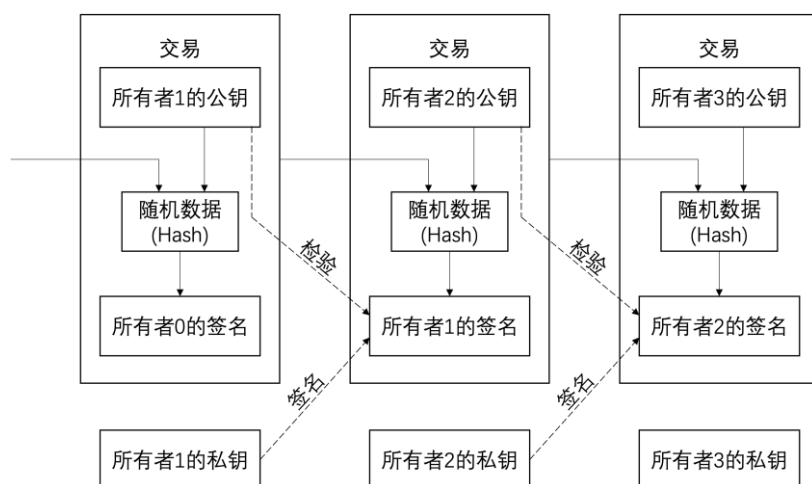 交易
交易
交易
所有者1的公钥
所有者2的公钥
所有者3的公钥
随机数据
(Hash)
随机数据
(Hash)
随机数据
(Hash)
检验
检验
所有者0的签名
所有者1的签名
所有者2的签名
签名
签名
所有者1的私钥
所有者2的私钥
所有者3的私钥